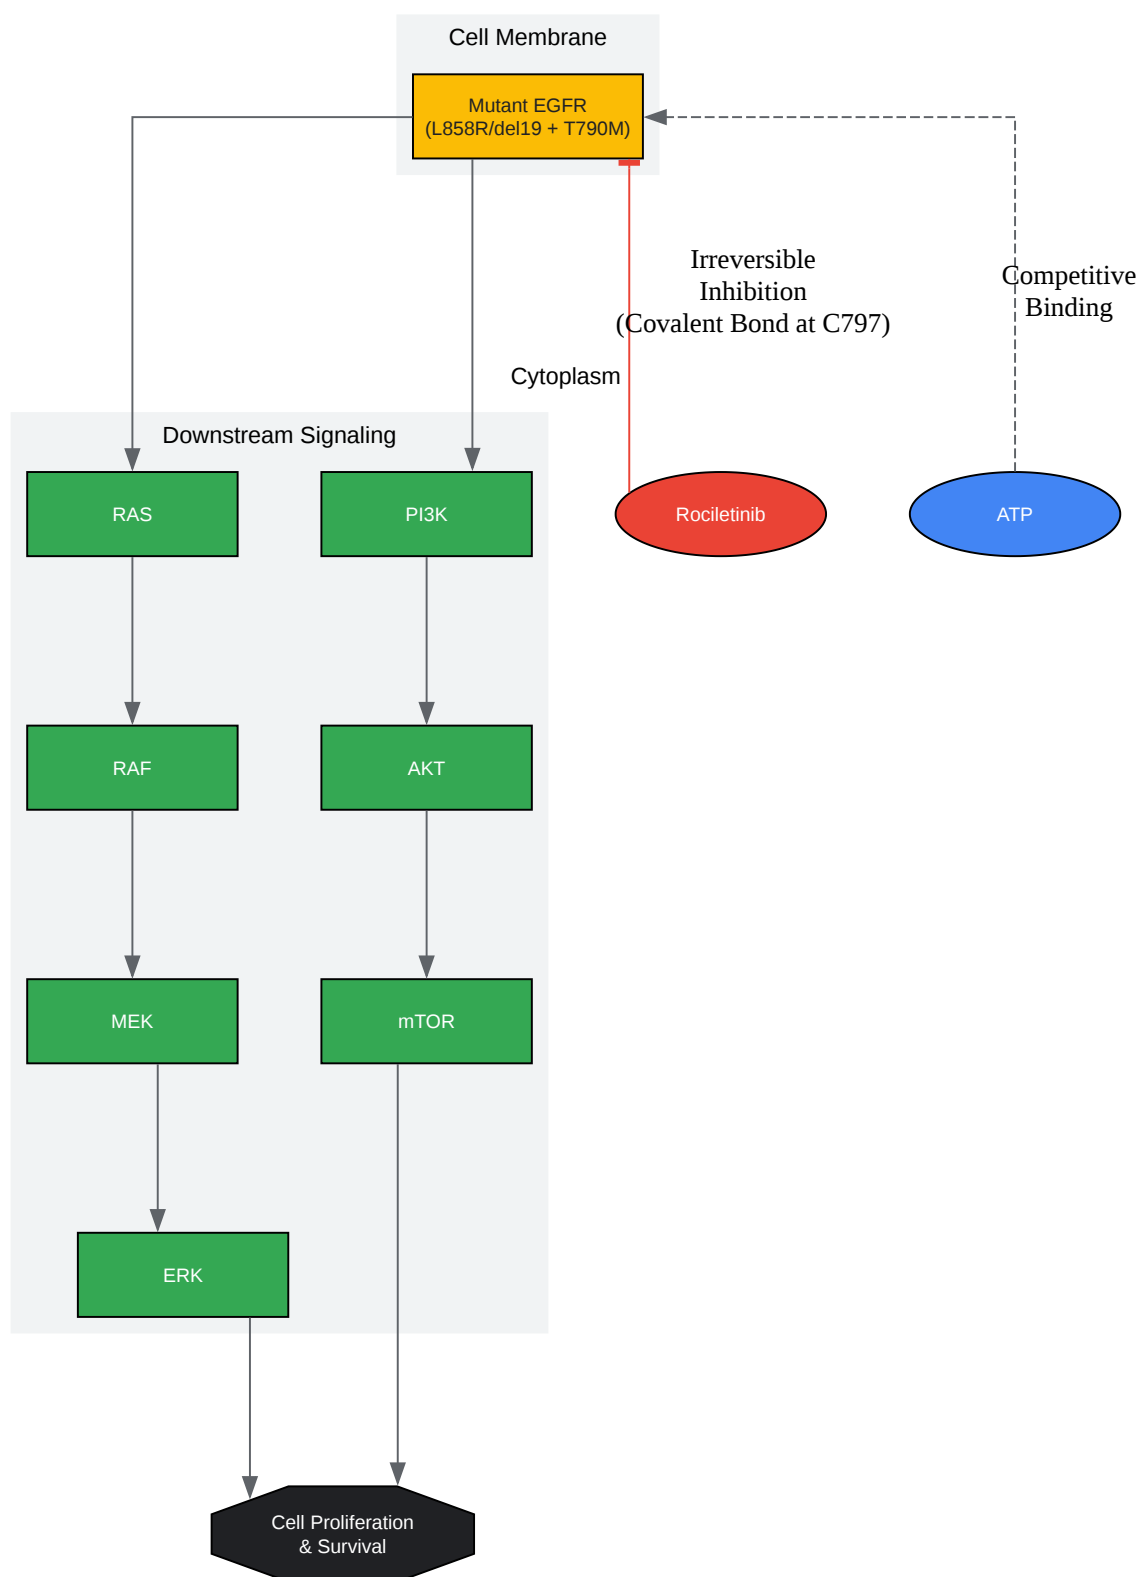 Cell Membrane
Mutant EGFR
(L858R/del19 + T790M)
Irreversible
Inhibition
(Covalent Bond at C797)
Competitive
Binding
Cytoplasm
Downstream Signaling
RAS
PI3K
Rociletinib
ATP
RAF
AKT
MEK
mTOR
ERK
Cell Proliferation
& Survival